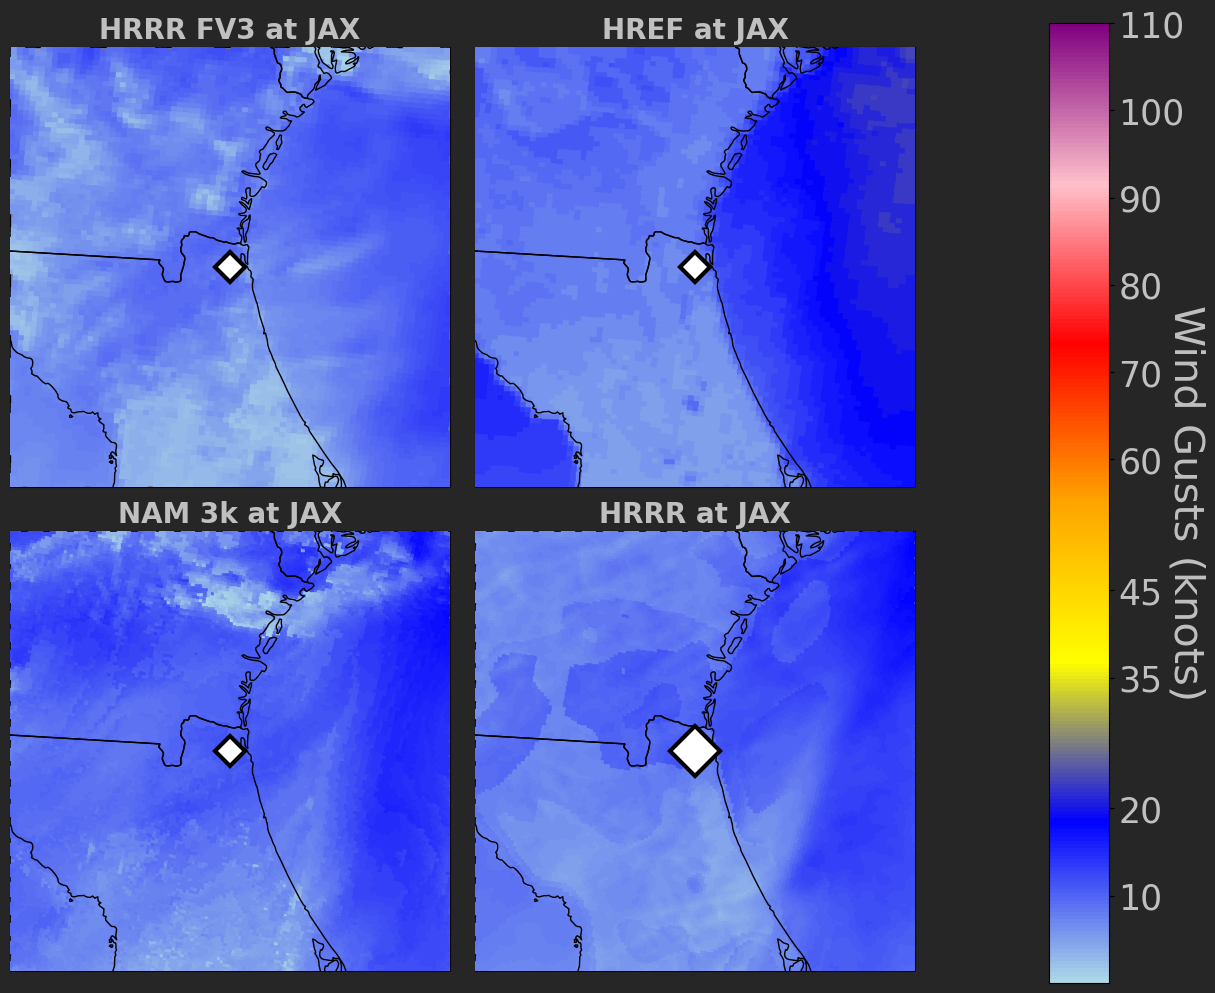 HRRR FV3 at JAX
HREF at JAX
NAM 3k at JAX
HRRR at JAX
110
100
90
80
70
60
45
35
20
10
Wind Gusts (knots)